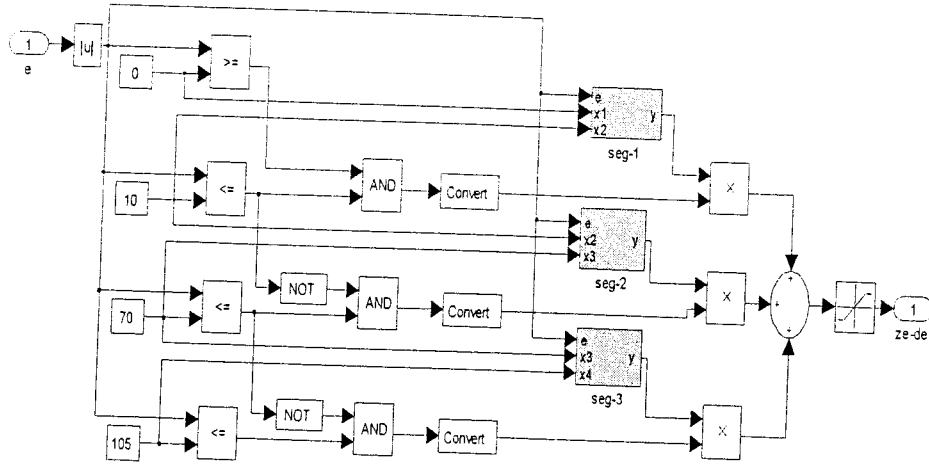 1
e
|u|
0
>=
e
x1
x2
y
seg-1
10
<=
AND
Convert
X
e
x2
x3
y
seg-2
70
<=
NOT
AND
Convert
X
+
+
+
1
ze-de
e
x3
x4
y
seg-3
105
<=
NOT
AND
Convert
X